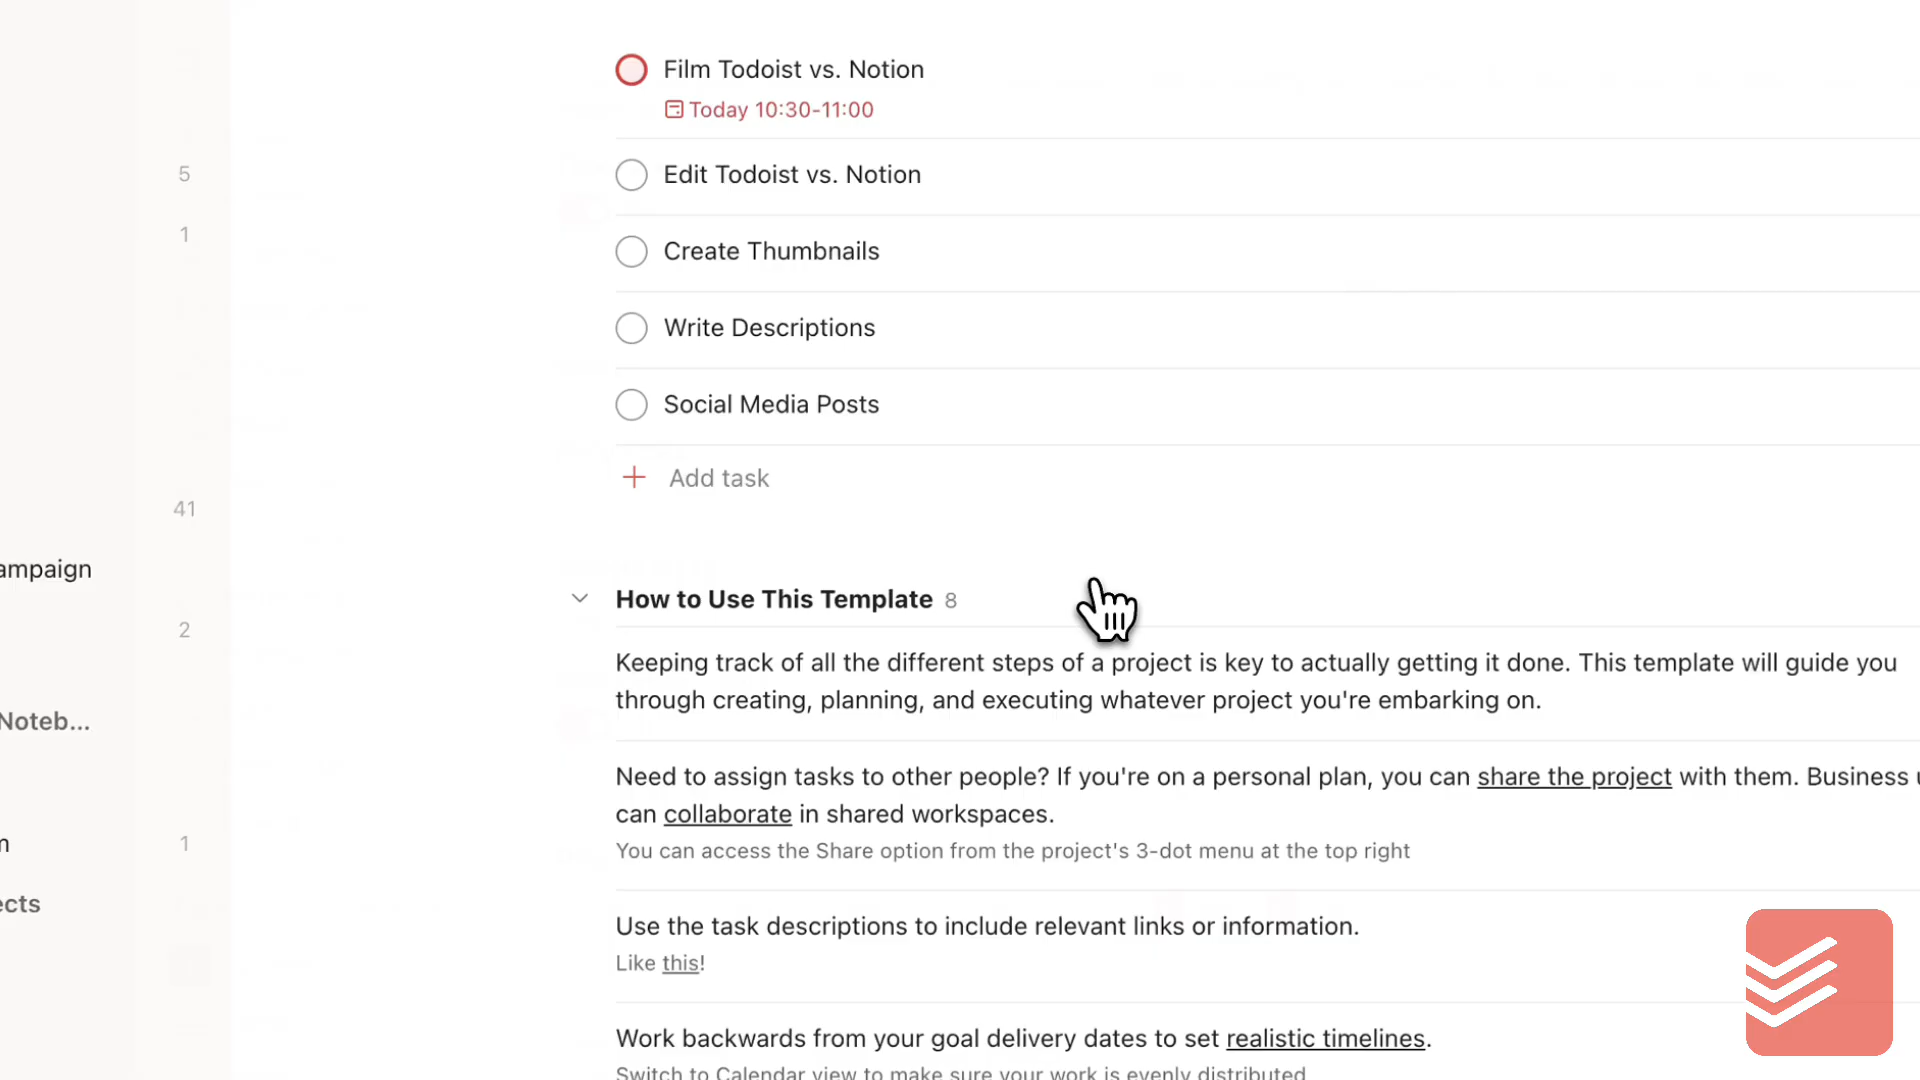 Film Todoist vs. Notion
Today 10:30-11:00
5
Edit Todoist vs. Notion
1
Create Thumbnails
Write Descriptions
Social Media Posts
Add task
41
ampaign
How to Use This Template 8
2
Keeping track of all the different steps of a project is key to actually getting it done. This template will guide you
through creating, planning, and executing whatever project you're embarking on.
Noteb...
Need to assign tasks to other people? If you're on a personal plan, you can share the project with them. Business u
can collaborate in shared workspaces.
You can access the Share option from the project's 3-dot menu at the top right
n
1
ects
Use the task descriptions to include relevant links or information.
Like this!
Work backwards from your goal delivery dates to set realistic timelines.
Switch to Calendar view to make sure your work is evenly distributed